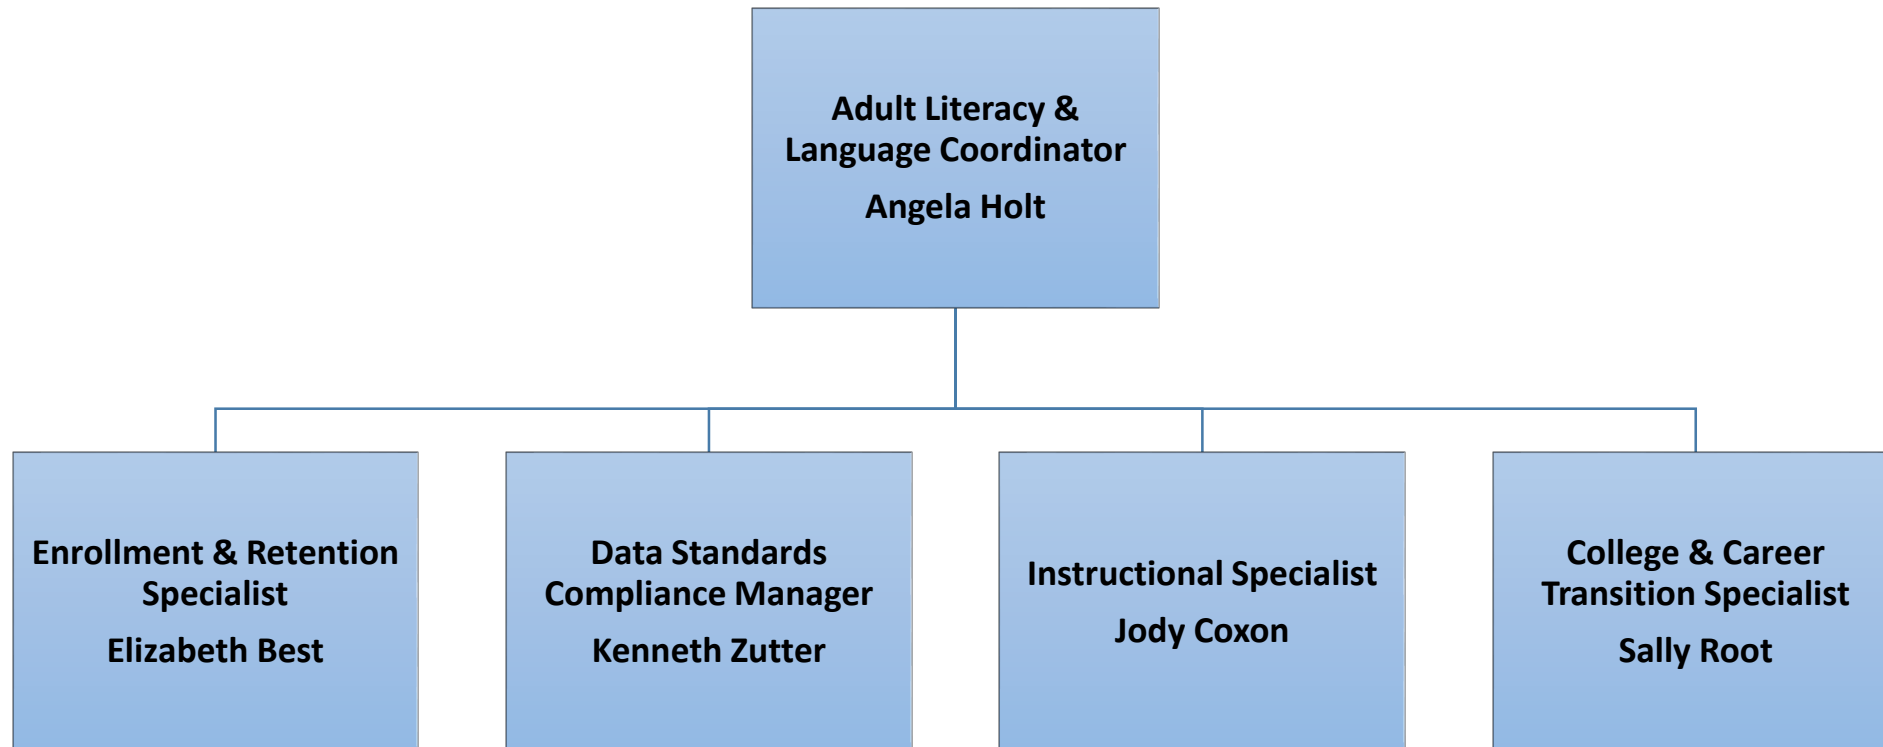 Adult Literacy &
Language Coordinator
Angela Holt
Enrollment & Retention
Specialist
Elizabeth Best
Data Standards
Compliance Manager
Kenneth Zutter
Instructional Specialist
Jody Coxon
College & Career
Transition Specialist
Sally Root